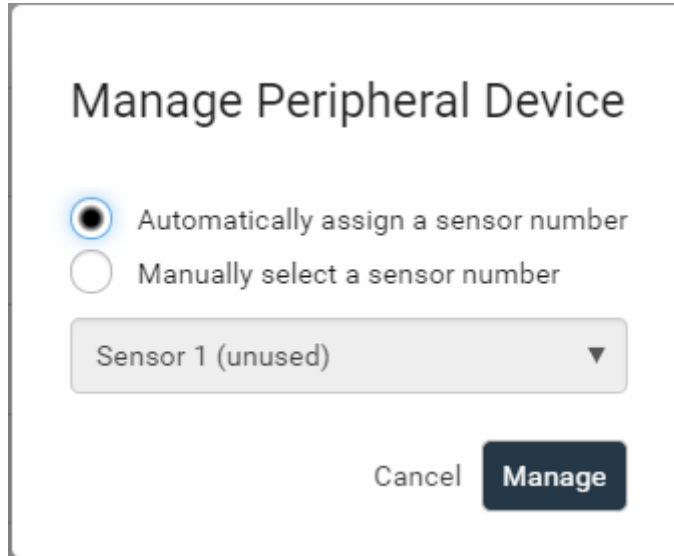 Manage Peripheral Device
Automatically assign a sensor number
Manually select a sensor number
Sensor 1 (unused)
Cancel
Manage